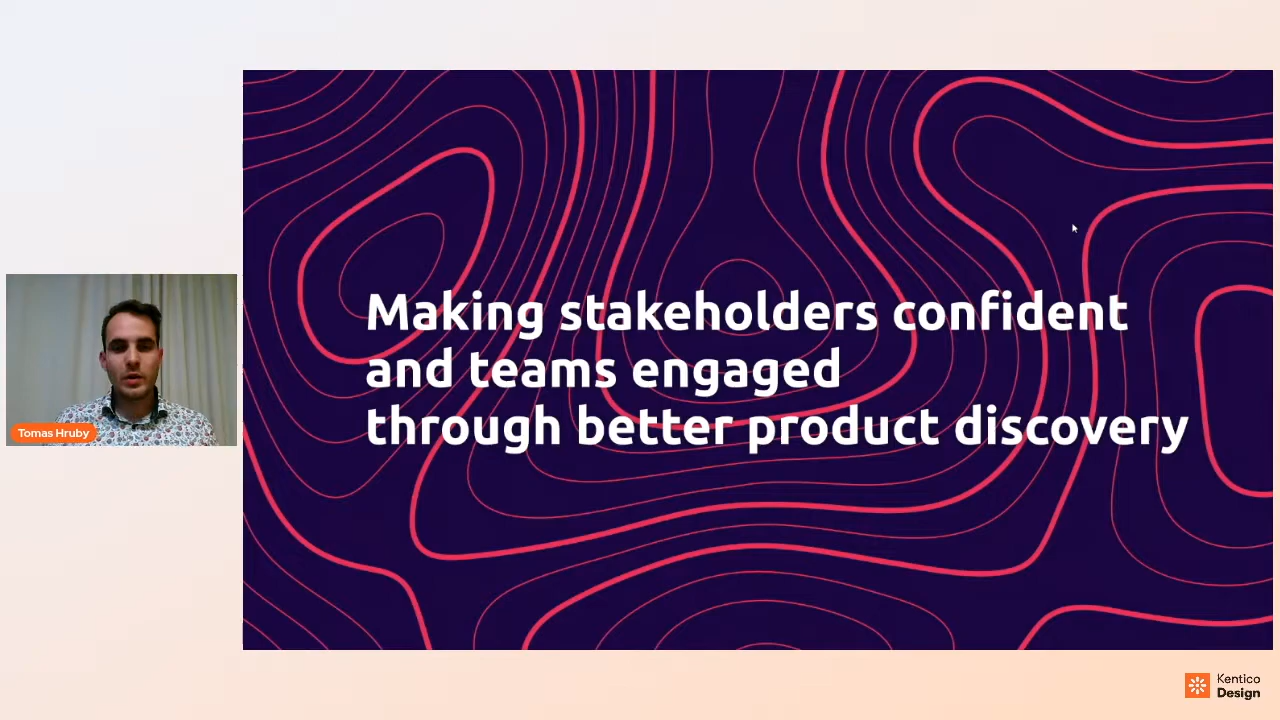 Making stakeholders confident
and teams engaged
through better product discovery
Tomas Hruby
Kentico
Design